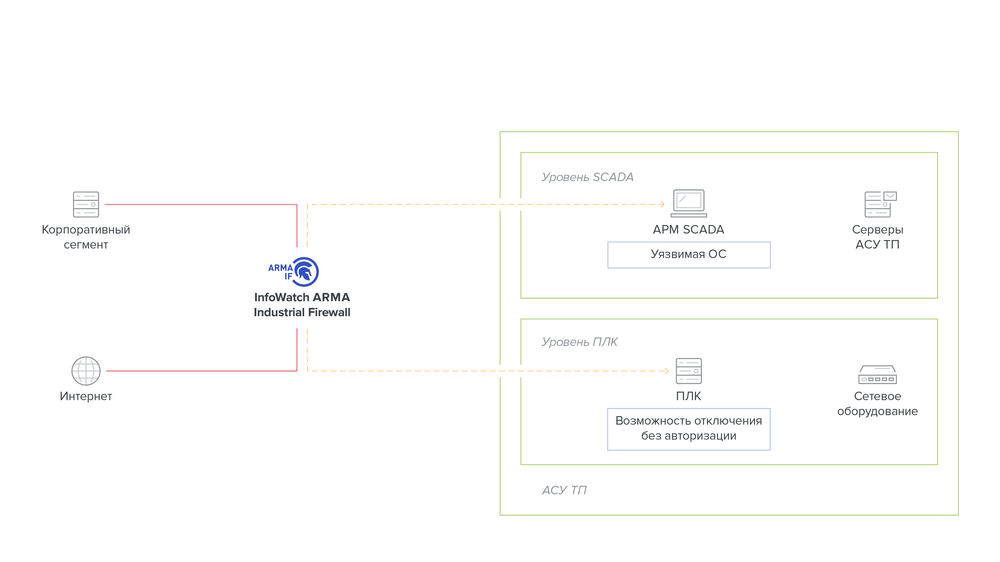 Уровень SCADA
Корпоративный
сегмент
АРМ SCADA
Уязвимая ОС
Серверы
АСУ ТП
ARMA
IF
InfoWatch ARMA
Industrial Firewall
Уровень ПЛК
Интернет
ПЛК
Возможность отключения
без авторизации
Сетевое
оборудование
АСУ ТП